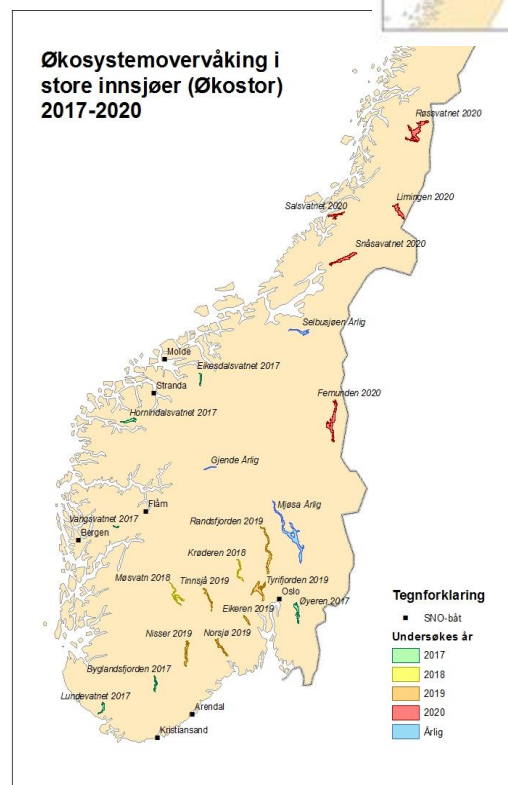 Økosystemovervåking i
store innsjøer (Økostor)
2017-2020
Røssvatnet 2020
Limingen 2020
Salsvatnet 2020
Snåsavatnet 2020
Selbusjøen Årlig
Molde
Eikesdalsvatnet 2017
Stranda
Femunden 2020
Hornindalsvatnet 2017
Gjende Årlig
Flåm
Mjøsa Årlig
Vangsvatnet 2017
Randsfjorden 2019
Bergen
Krøderen 2018
Møsvatn 2018
Tinnsjå 2019
Tyrifjorden 2019
Oslo
Øyeren 2017
Eikeren 2019
Nisser 2019
Norsjø 2019
Byglandsfjorden 2017
Lundevatnet 2017
Arendal
Kristiansand
Tegnforklaring
SNO-båt
Undersøkes år
2017
2018
2019
2020
Årlig